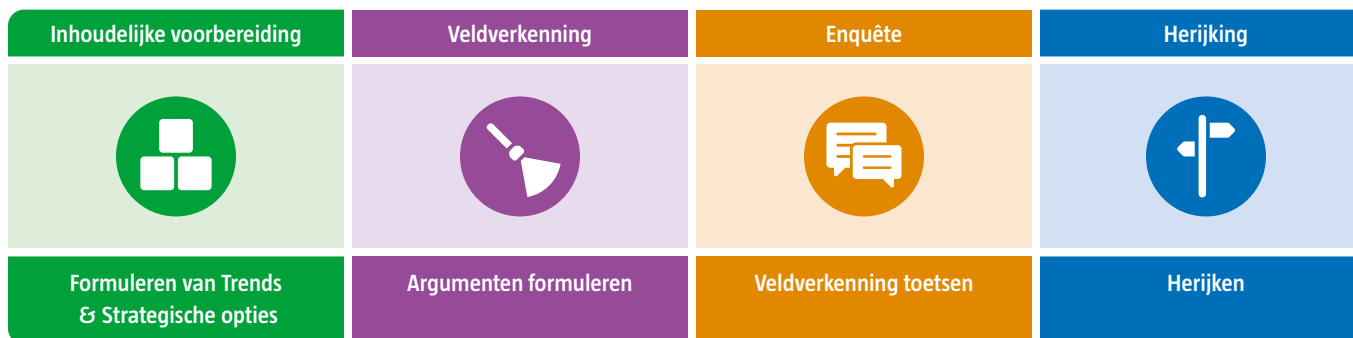 Inhoudelijke voorbereiding
Veldverkenning
Enquête
Herijking
Formuleren van Trends
& Strategische opties
Argumenten formuleren
Veldverkenning toetsen
Herijken